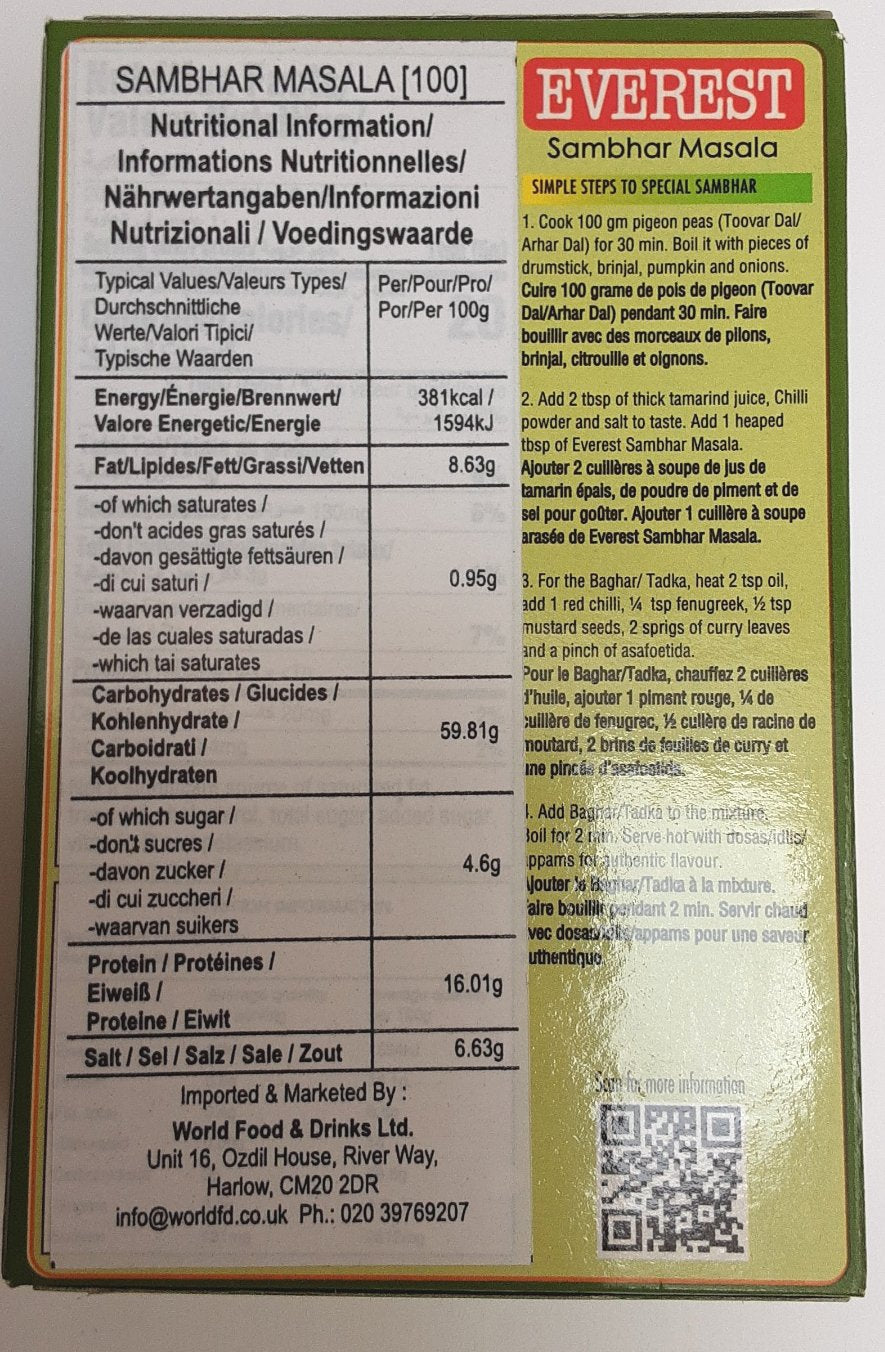 SAMBHAR MASALA [100]
Nutritional Information/
Informations Nutritionnelles/
Nährwertangaben/Informazioni
Nutrizionali / Voedingswaarde
Typical Values/Valeurs Types/
Durchschnittliche
Werte/Valori Tipici/
Typische Waarden
Per/Pour/Pro/
Por/Per 100g
Energy/Énergie/Brennwert/
Valore Energetic/Energie
381kcal /
1594kJ
Fat/Lipides/Fett/Grassi/Vetten
8.63g
-of which saturates /
-don't acides gras saturés /
-davon gesättigte fettsäuren /
-di cui saturi /
-waarvan verzadigd /
-de las cuales saturadas /
-which tai saturates
0.95g
Carbohydrates / Glucides /
Kohlenhydrate /
Carboidrati /
Koolhydraten
59.81g
-of which sugar /
-don't sucres /
-davon zucker /
-di cui zuccheri /
-waarvan suikers
4.6g
Protein / Protéines /
Eiweiß /
Proteine / Eiwit
16.01g
Salt / Sel / Salz / Sale / Zout
6.63g
Imported & Marketed By :
World Food & Drinks Ltd.
Unit 16, Ozdil House, River Way,
Harlow, CM20 2DR
info@worldfd.co.uk Ph.: 020 39769207
EVEREST
Sambhar Masala
SIMPLE STEPS TO SPECIAL SAMBHAR
1. Cook 100 gm pigeon peas (Toovar Dal/
Arhar Dal) for 30 min. Boil it with pieces of
drumstick, brinjal, pumpkin and onions.
Cuire 100 grame de pois de pigeon (Toovar
Dal/Arhar Dal) pendant 30 min. Faire
bouillir avec des morceaux de pilons,
brinjal, citrouille et oignons.
2. Add 2 tbsp of thick tamarind juice, Chilli
powder and salt to taste. Add 1 heaped
tbsp of Everest Sambhar Masala.
Ajouter 2 cuillères à soupe de jus de
tamarin épais, de poudre de piment et de
sel pour goûter. Ajouter 1 cuillère à soupe
arasée de Everest Sambhar Masala.
3. For the Baghar/ Tadka, heat 2 tsp oil,
add 1 red chilli, ¼ tsp fenugreek, ½ tsp
mustard seeds, 2 sprigs of curry leaves
and a pinch of asafoetida.
Pour le Baghar/Tadka, chauffez 2 cuillères
d'huile, ajouter 1 piment rouge, ¼ de
cuillère de fenugrec, ½ cullère de racine de
moutard, 2 brins de feuilles de curry et
une pincée d'asafoetida.
. Add Baghar/Tadka to the mixture.
Boil for 2 min. Serve hot with dosas/idlis/
appams for authentic flavour.
Ajouter le Baghar/Tadka à la mixture.
Faire bouillir pendant 2 min. Servir chaud
avec dosas/idlis/appams pour une saveur
uthentique.
Scan for more information